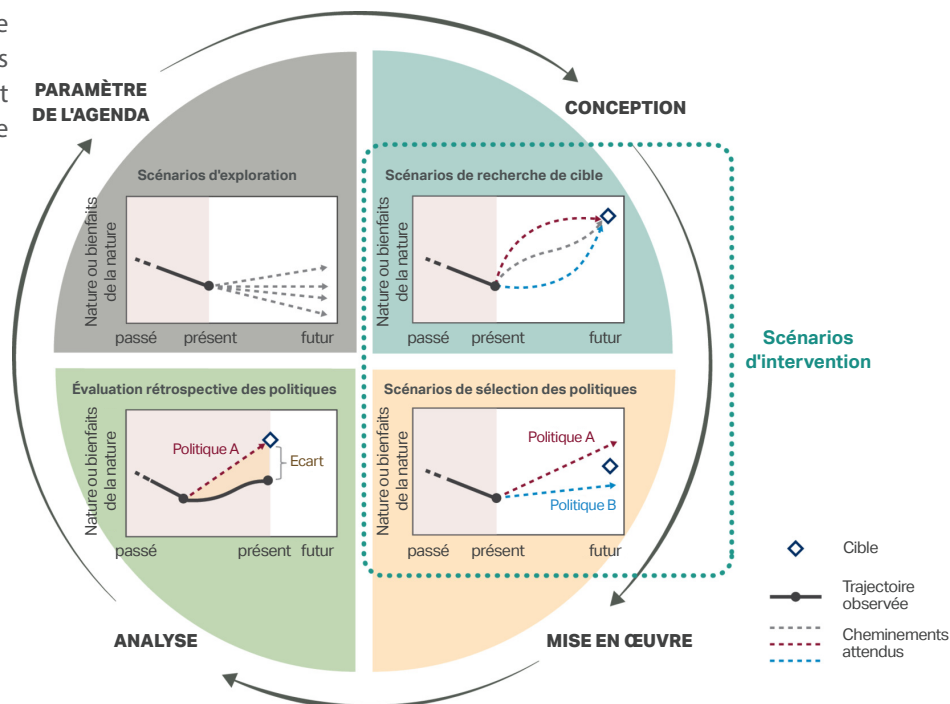 e
s
t
e
PARAMÈTRE
DE L'AGENDA
CONCEPTION
Scénarios d'exploration
Nature ou bienfaits
de la nature
passé présent futur
Scénarios de recherche de cible
Nature ou bienfaits
de la nature
passé présent futur
Scénarios
d'intervention
Évaluation rétrospective des politiques
Nature ou bienfaits
de la nature
Politique A
Ecart
passé présent futur
Scénarios de sélection des politiques
Nature ou bienfaits
de la nature
Politique A
Politique B
passé présent futur
ANALYSE
MISE EN ŒUVRE
Cible
Trajectoire
observée
Cheminements
attendus